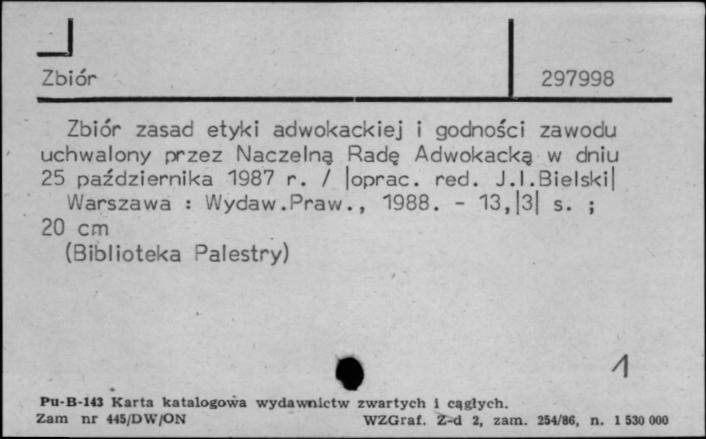 Zbiór 297998
Zbiór zasad etyki adwokackiej i godności zawodu
uchwalony przez Naczelną Radę Adwokacką w dniu
25 października 1987 r. / |oprac. red. J.I.Bielski|
Warszawa : Wydaw.Praw., 1988. - 13,|3| s. ;
20 cm
(Biblioteka Palestry)
1
Pu-B-143 Karta katalogowa wydawnictw zwartych i cągłych.
Zam nr 445/DW/ON WZGraf. Z-d 2, zam. 254/86, n. 1 530 000